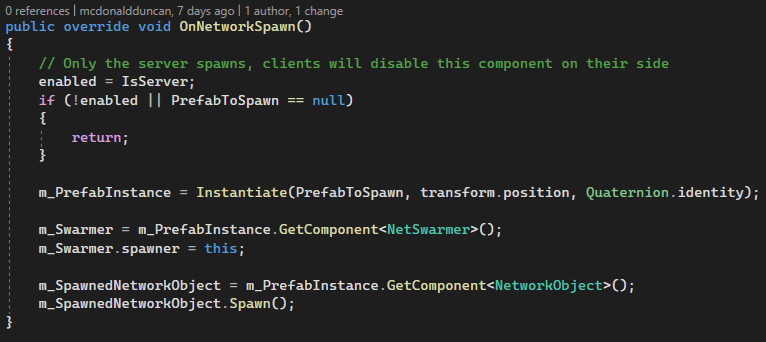 0 references | mcdonaldduncan, 7 days ago | 1 author, 1 change
public override void OnNetworkSpawn()
{
// Only the server spawns, clients will disable this component on their side
enabled = IsServer;
if (!enabled || PrefabToSpawn == null)
{
return;
}
m_PrefabInstance = Instantiate(PrefabToSpawn, transform.position, Quaternion.identity);
m_Swarmer = m_PrefabInstance.GetComponent<NetSwarmer>();
m_Swarmer.spawner = this;
m_SpawnedNetworkObject = m_PrefabInstance.GetComponent<NetworkObject>();
m_SpawnedNetworkObject.Spawn();
}